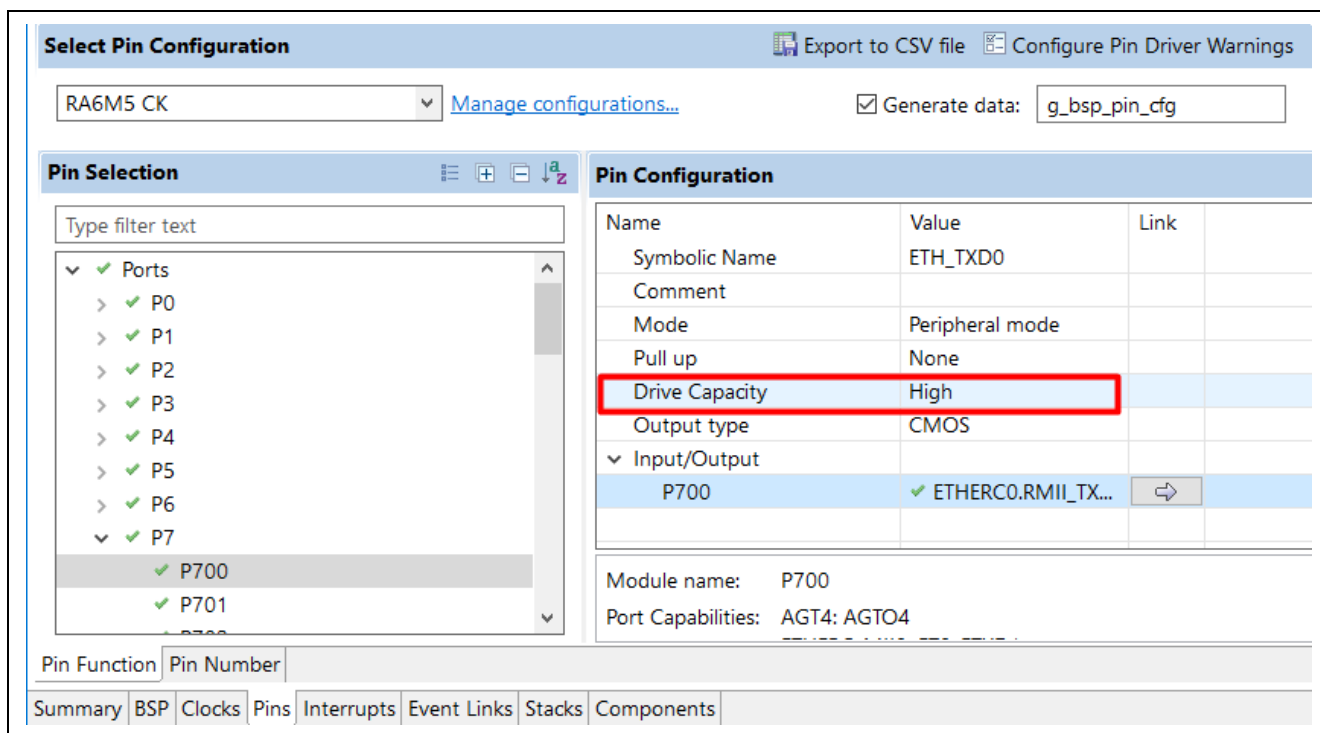 Select Pin Configuration
Export to CSV file Configure Pin Driver Warnings
RA6M5 CK Manage configurations... Generate data: g_bsp_pin_cfg
Pin Selection
Type filter text
Ports
P0
P1
P2
P3
P4
P5
P6
P7
P700
P701
Pin Configuration
Name Value Link
Symbolic Name ETH_TXD0
Comment
Mode Peripheral mode
Pull up None
Drive Capacity High
Output type CMOS
Input/Output
P700 ETHERC0.RMII_TX...
Module name: P700
Port Capabilities: AGT4: AGTO4
Pin Function Pin Number
Summary BSP Clocks Pins Interrupts Event Links Stacks Components